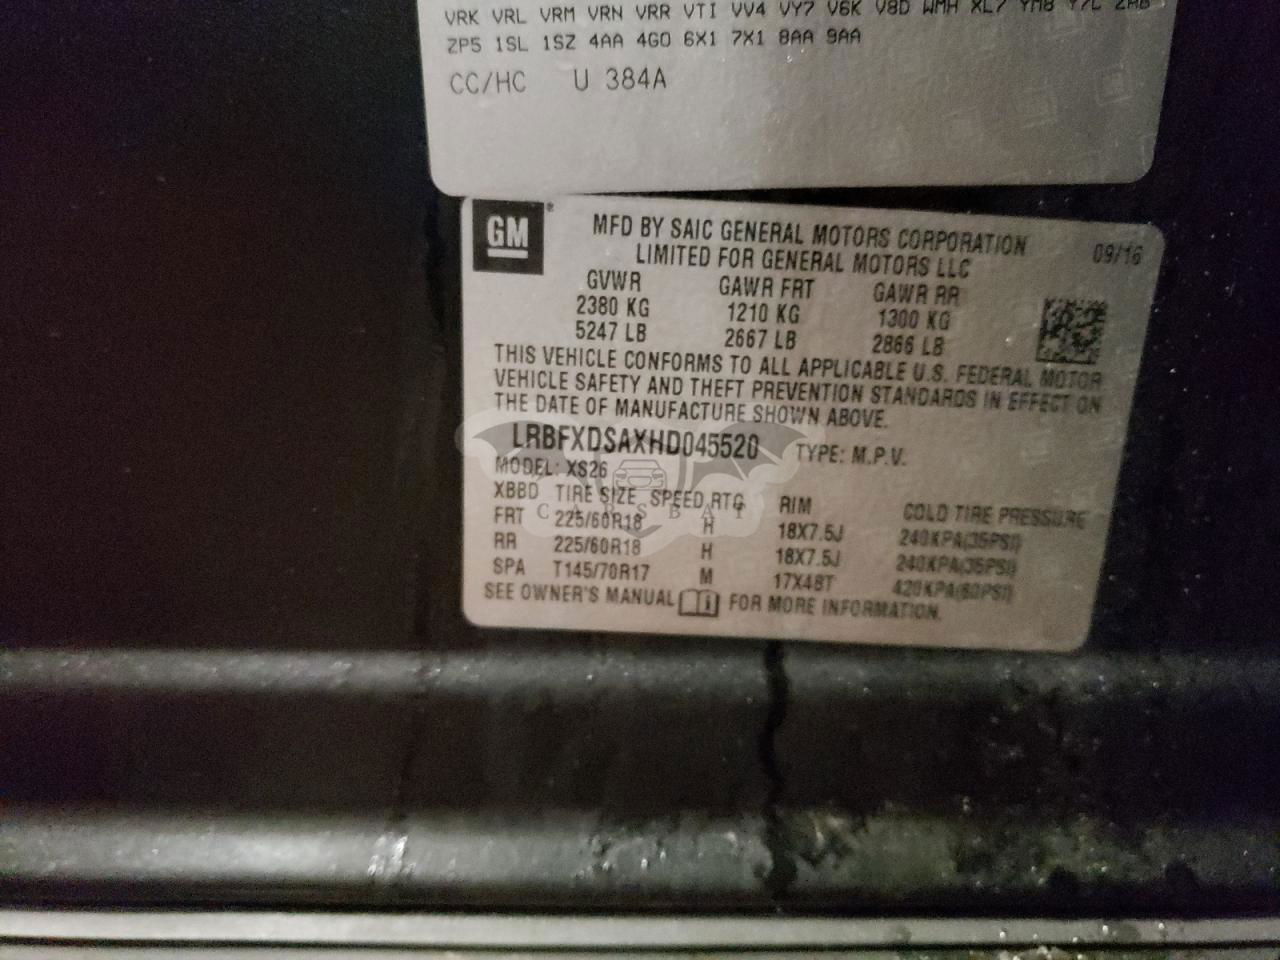 VRK VRL VRM VRN VRR VTI VV4 VY7 V6K V8D WMH XL7 YM8 Y7L ZHB
ZP5 1SL 1SZ 4AA 4G0 6X1 7X1 8AA 9AA
CC/HC U 384A
GM ®
MFD BY SAIC GENERAL MOTORS CORPORATION 09/16
LIMITED FOR GENERAL MOTORS LLC
GVWR GAWR FRT GAWR RR
2380 KG 1210 KG 1300 KG
5247 LB 2667 LB 2866 LB
THIS VEHICLE CONFORMS TO ALL APPLICABLE U.S. FEDERAL MOTOR
VEHICLE SAFETY AND THEFT PREVENTION STANDARDS IN EFFECT ON
THE DATE OF MANUFACTURE SHOWN ABOVE.
LRBFXDSAXHD045520 TYPE: M.P.V.
MODEL: XS26
XBBD TIRE SIZE SPEED RTG RIM COLD TIRE PRESSURE
CARSBAT
FRT 225/60R18 H 18X7.5J 240KPA(35PSI)
RR 225/60R18 H 18X7.5J 240KPA(35PSI)
SPA T145/70R17 M 17X4BT 420KPA(60PSI)
SEE OWNER'S MANUAL FOR MORE INFORMATION.